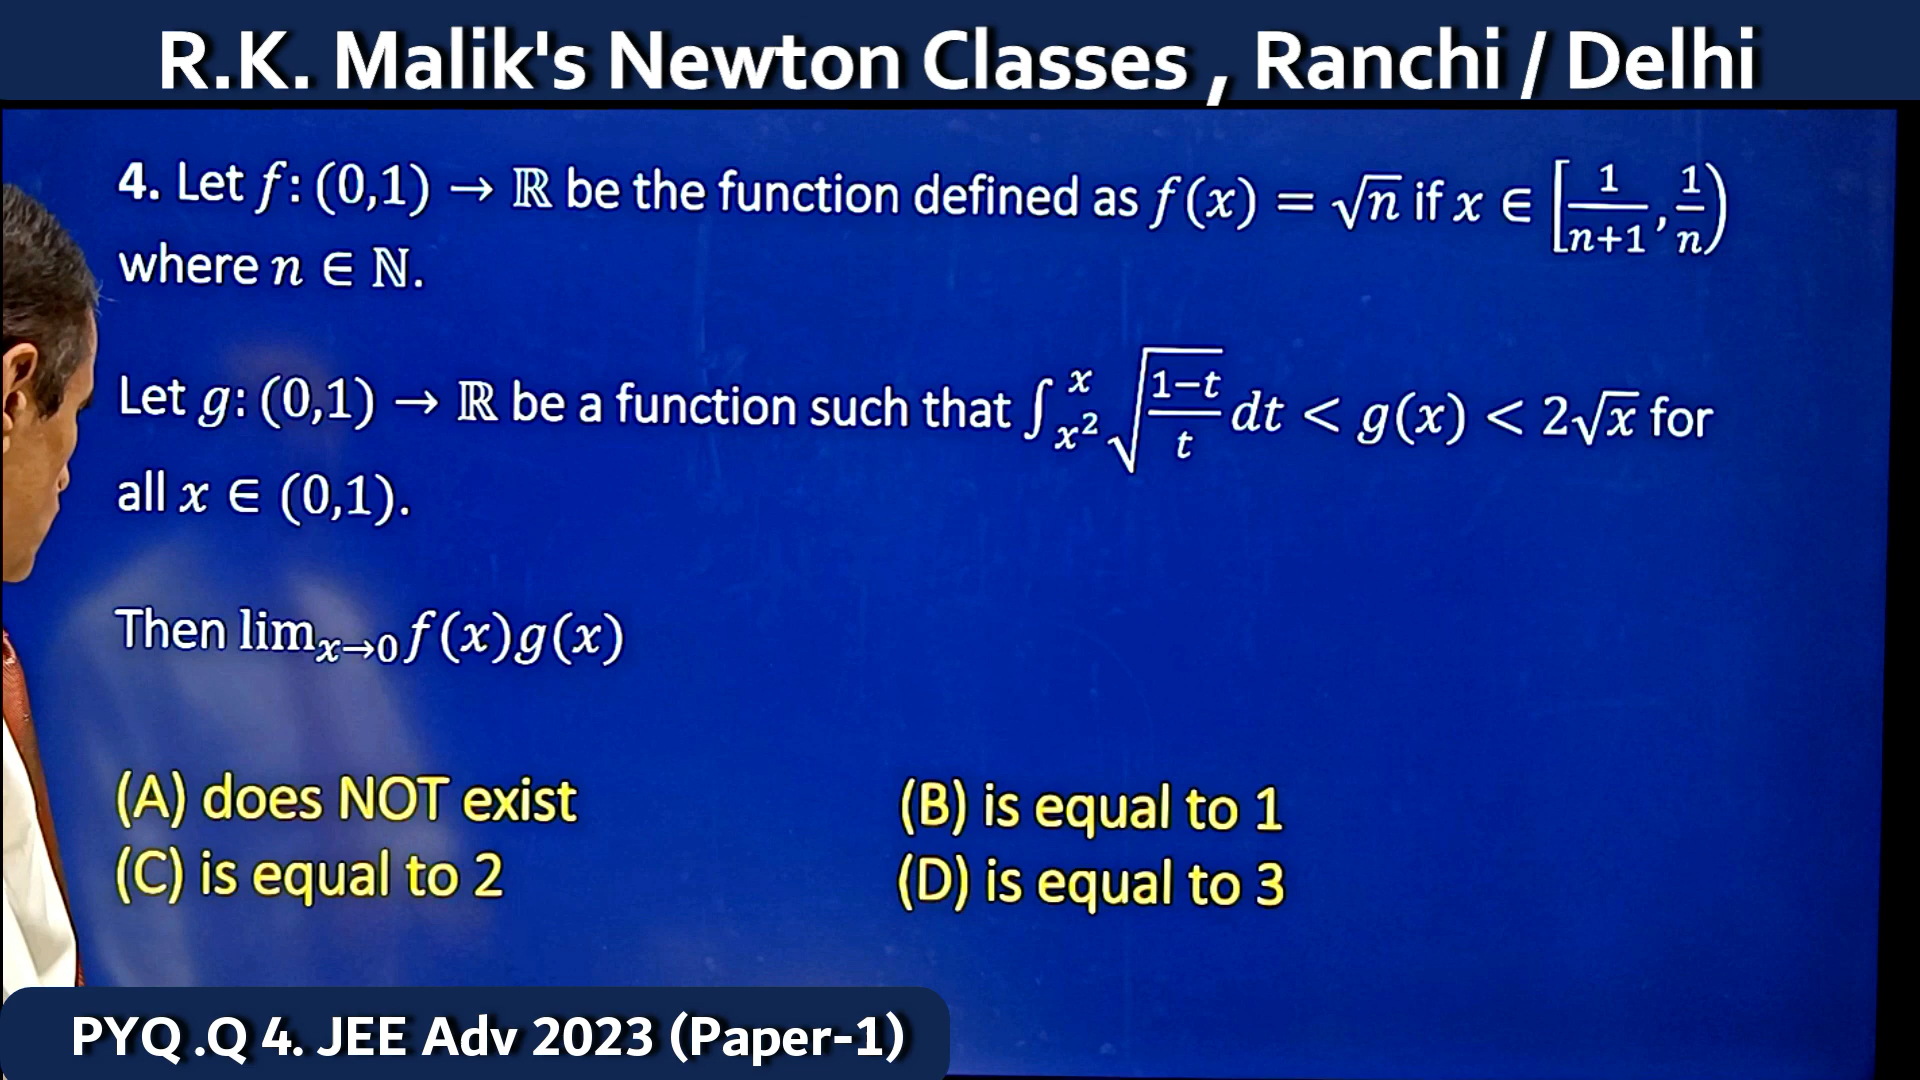 R.K. Malik's Newton Classes , Ranchi / Delhi
4. Let f: (0,1) → ℝ be the function defined as f(x) = √n if x ∈ [1/(n+1), 1/n)
where n ∈ ℕ.
Let g: (0,1) → ℝ be a function such that ∫_{x²}^{x} √((1−t)/t) dt < g(x) < 2√x for
all x ∈ (0,1).
Then lim_{x→0} f(x)g(x)
(A) does NOT exist (B) is equal to 1
(C) is equal to 2 (D) is equal to 3
PYQ .Q 4. JEE Adv 2023 (Paper-1)